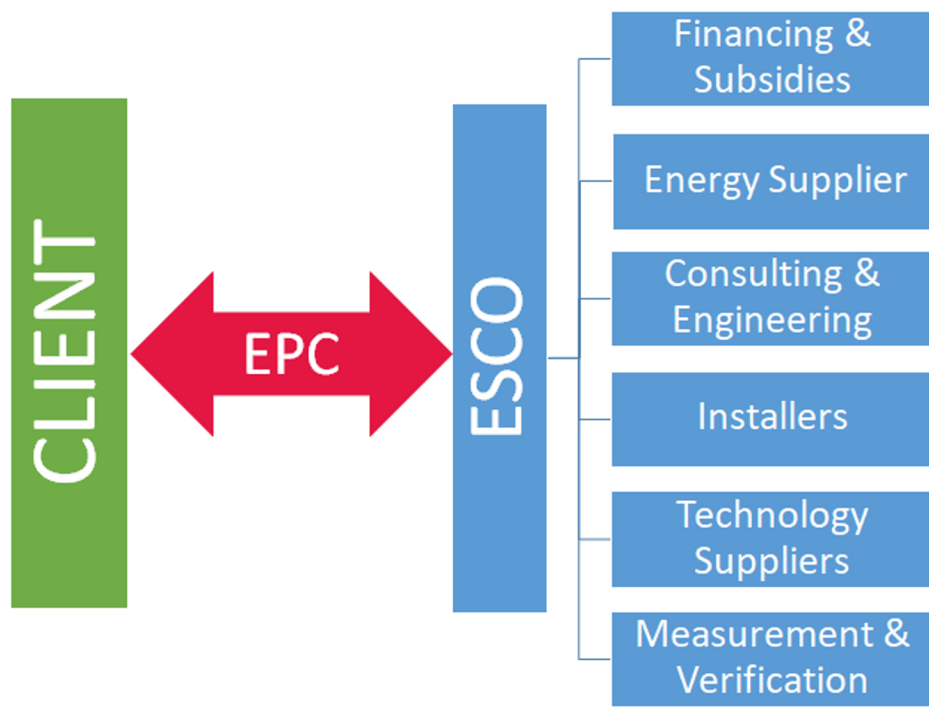 CLIENT
EPC
ESCO
Financing &
Subsidies
Energy Supplier
Consulting &
Engineering
Installers
Technology
Suppliers
Measurement &
Verification